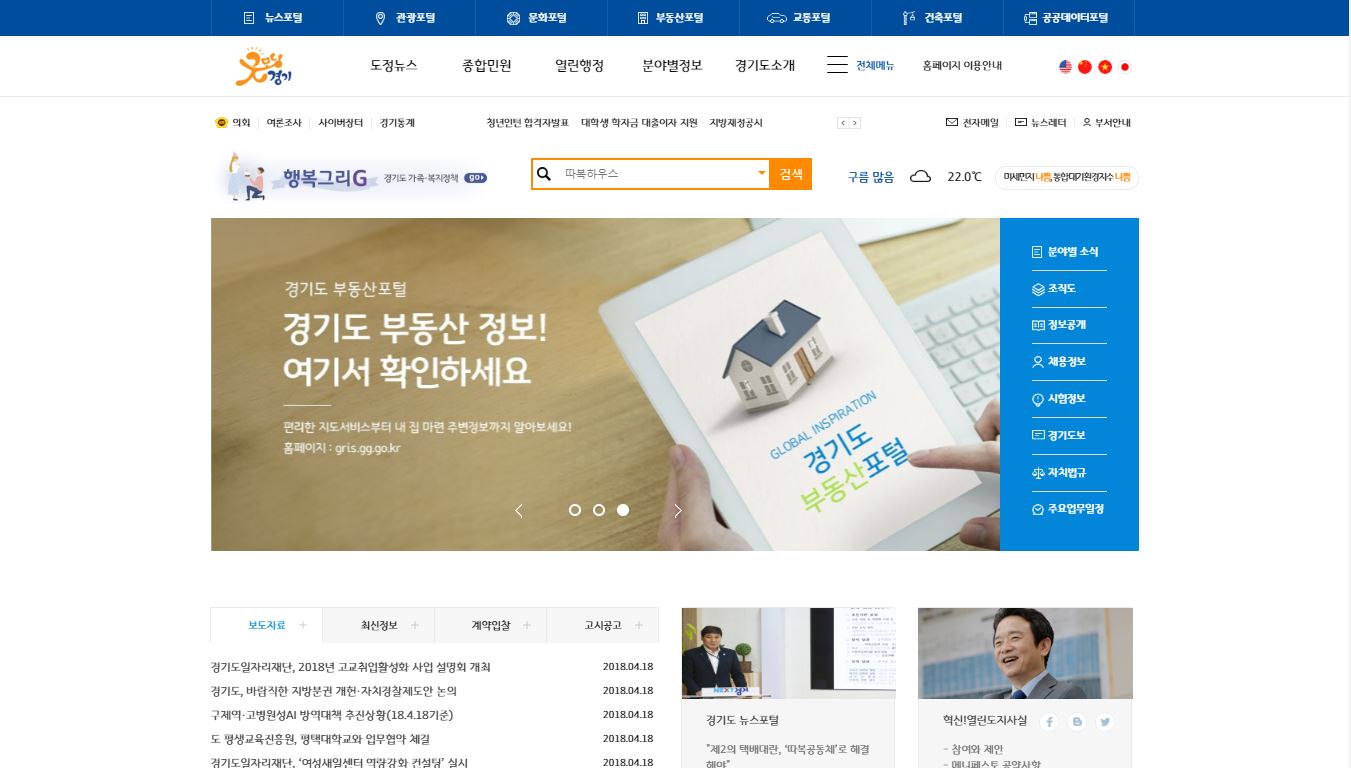 뉴스포털
관광포털
문화포털
부동산포털
교통포털
건축포털
공공데이터포털
굿모닝
경기
도정뉴스
종합민원
열린행정
분야별정보
경기도소개
전체메뉴
홈페이지 이용안내
의회
여론조사
사이버장터
경기통계
청년인턴 합격자발표
대학생 학자금 대출이자 지원
지방재정공시
전자메일
뉴스레터
부서안내
행복그리G
경기도 가족·복지정책
go
따복하우스
검색
구름 많음
22.0℃
미세먼지 나쁨, 통합대기환경지수 나쁨
경기도 부동산포털
경기도 부동산 정보!
여기서 확인하세요
편리한 지도서비스부터 내 집 마련 주변정보까지 알아보세요!
홈페이지 : gris.gg.go.kr
GLOBAL INSPIRATION
경기도
부동산포털
분야별 소식
조직도
정보공개
채용정보
시험정보
경기도보
자치법규
주요업무일정
보도자료
최신정보
계약입찰
고시공고
경기도일자리재단, 2018년 고교취업활성화 사업 설명회 개최
2018.04.18
경기도, 바람직한 지방분권 개헌·자치경찰제도안 논의
2018.04.18
구제역·고병원성AI 방역대책 추진상황(18.4.18기준)
2018.04.18
도 평생교육진흥원, 평택대학교와 업무협약 체결
2018.04.18
경기도일자리재단, ‘여성새일센터 역량강화 컨설팅’ 실시
2018.04.18
NEXT경기
경기도 뉴스포털
"제2의 택배대란, ‘따복공동체’로 해결
해야"
혁신!열린도지사실
- 참여와 제안
- 메니페스토 공약사항